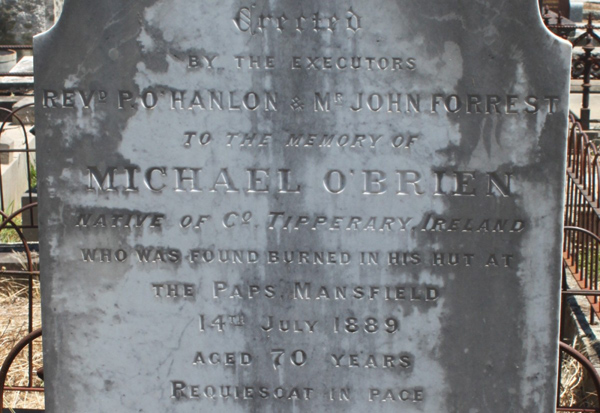 Erected
BY THE EXECUTORS
REVD P. O'HANLON & MR JOHN FORREST
TO THE MEMORY OF
MICHAEL O'BRIEN
NATIVE OF CO. TIPPERARY, IRELAND
WHO WAS FOUND BURNED IN HIS HUT AT
THE PAPS, MANSFIELD
14TH JULY 1889
AGED 70 YEARS
REQUIESCAT IN PACE